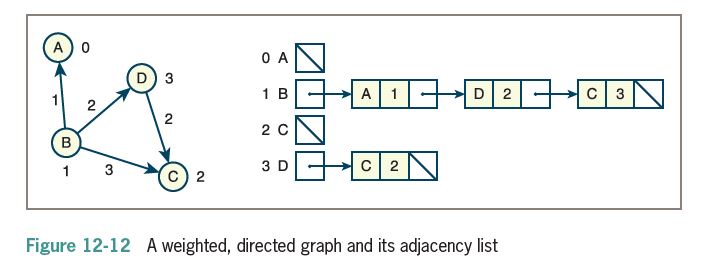 A 0
D 3
1
2
2
B
1
3
C 2
0 A
1 B A 1 D 2 C 3
2 C
3 D C 2
Figure 12-12 A weighted, directed graph and its adjacency list